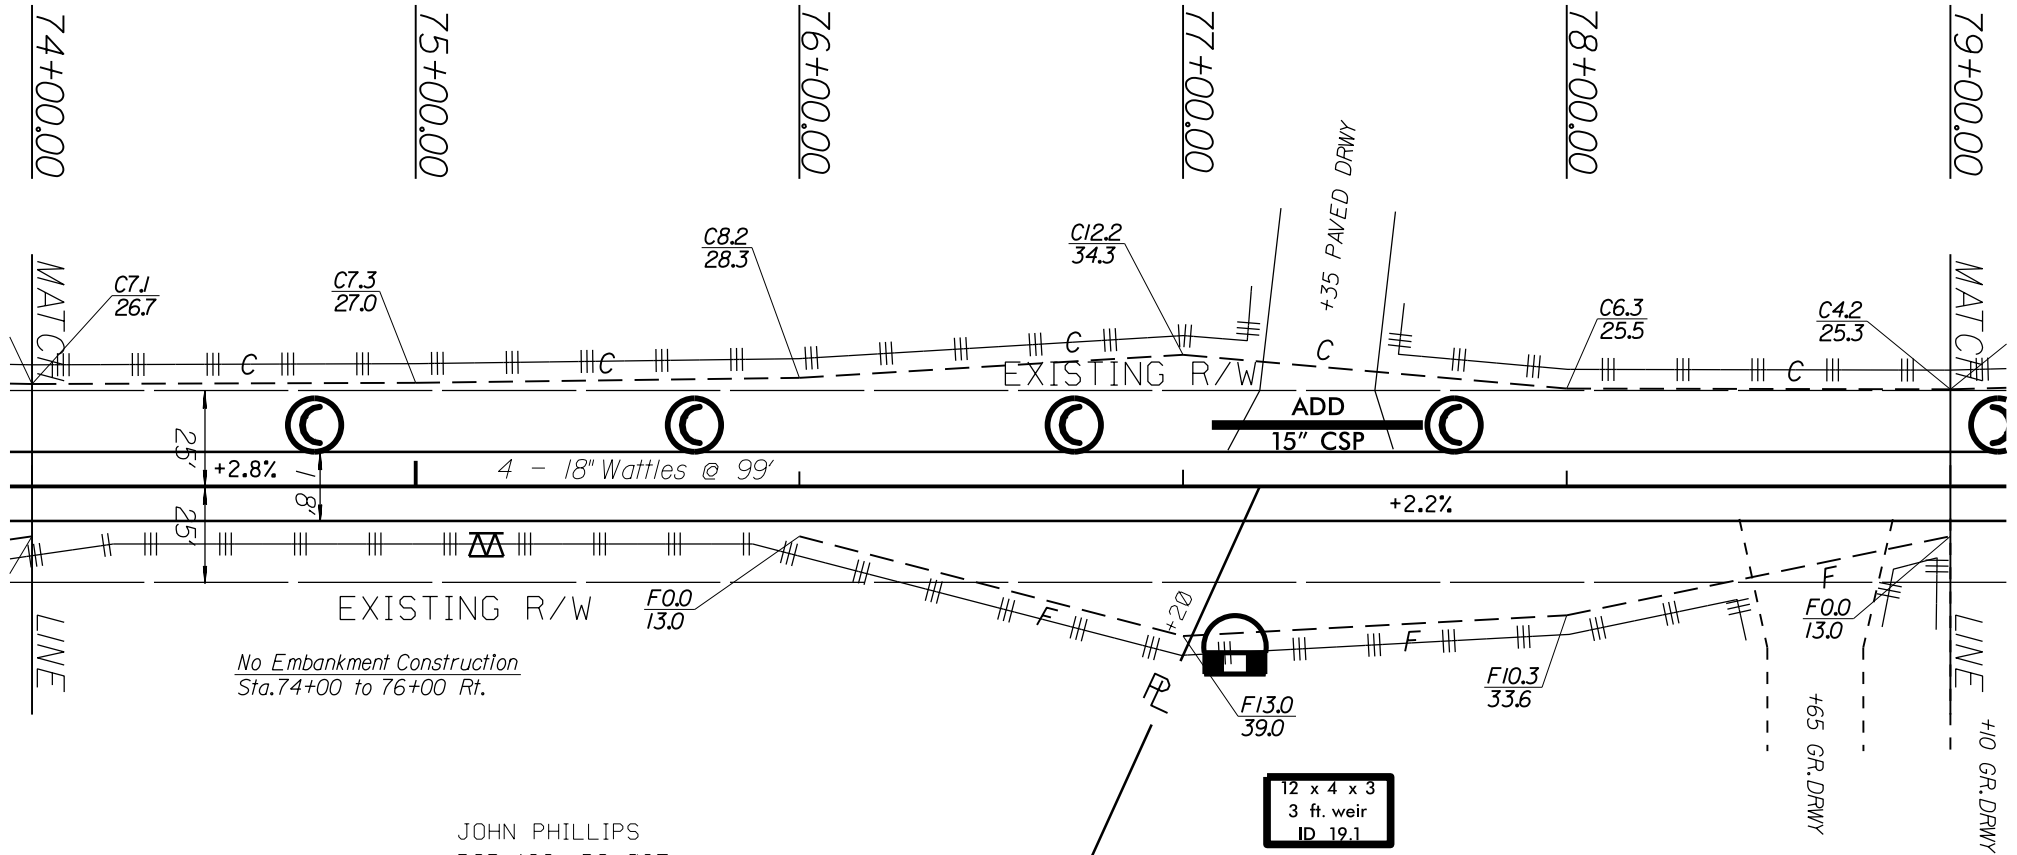 74+00.00
75+00.00
76+00.00
77+00.00
78+00.00
79+00.00
MATCH
LINE
MATCH
LINE
C7.1
26.7
C7.3
27.0
C8.2
28.3
C12.2
34.3
+35 PAVED DRWY
C6.3
25.5
C4.2
25.3
C
C
C
C
C
EXISTING R/W
ADD
15" CSP
25'
+2.8%
18'
4 - 18" Wattles @ 99'
+2.2%
25'
EXISTING R/W
F0.0
13.0
F
+20
F
F
F0.0
13.0
No Embankment Construction
Sta.74+00 to 76+00 Rt.
PL
F13.0
39.0
F10.3
33.6
+65 GR.DRWY
+10 GR.DRWY
12 x 4 x 3
3 ft. weir
ID 19.1
JOHN PHILLIPS